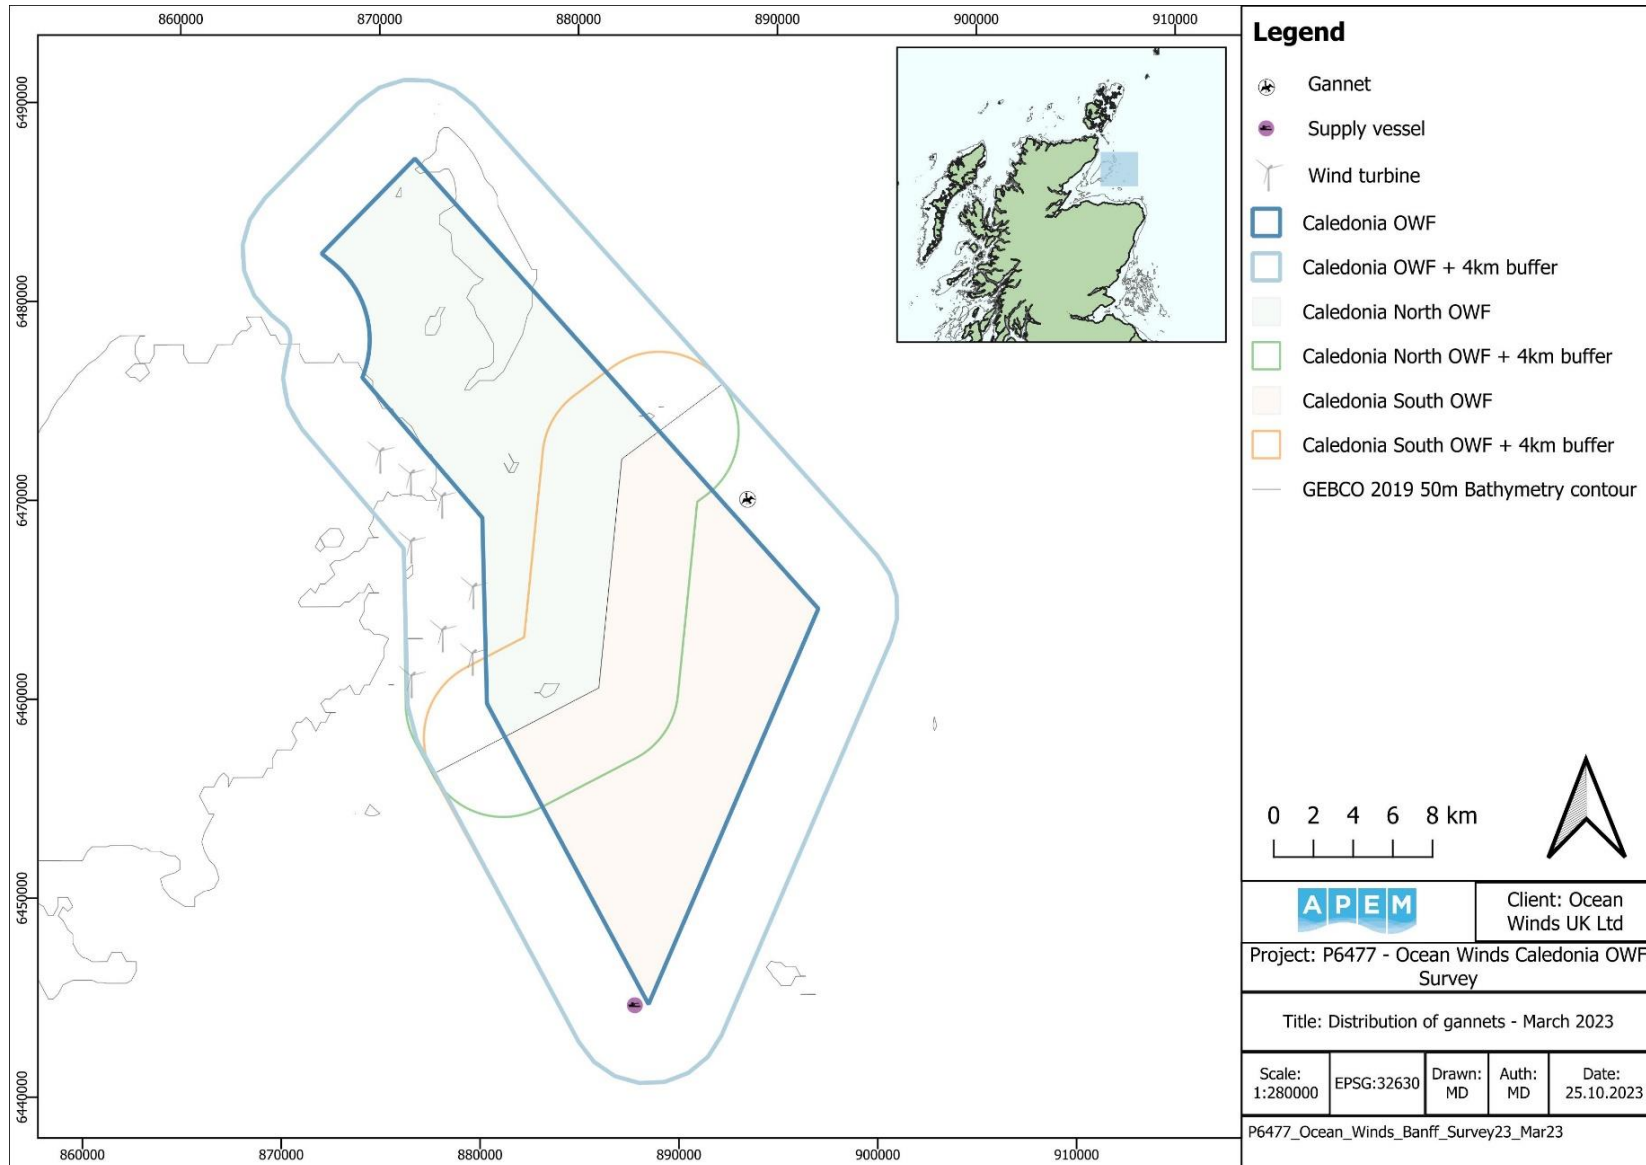 860000 870000 880000 890000 900000 910000
6490000
6480000
6470000
6460000
6450000
6440000
860000 870000 880000 890000 900000 910000
Legend
Gannet
Supply vessel
Wind turbine
Caledonia OWF
Caledonia OWF + 4km buffer
Caledonia North OWF
Caledonia North OWF + 4km buffer
Caledonia South OWF
Caledonia South OWF + 4km buffer
GEBCO 2019 50m Bathymetry contour
0 2 4 6 8 km
APEM
Client: Ocean
Winds UK Ltd
Project: P6477 - Ocean Winds Caledonia OWF
Survey
Title: Distribution of gannets - March 2023
Scale:
1:280000
EPSG:32630
Drawn:
MD
Auth:
MD
Date:
25.10.2023
P6477_Ocean_Winds_Banff_Survey23_Mar23